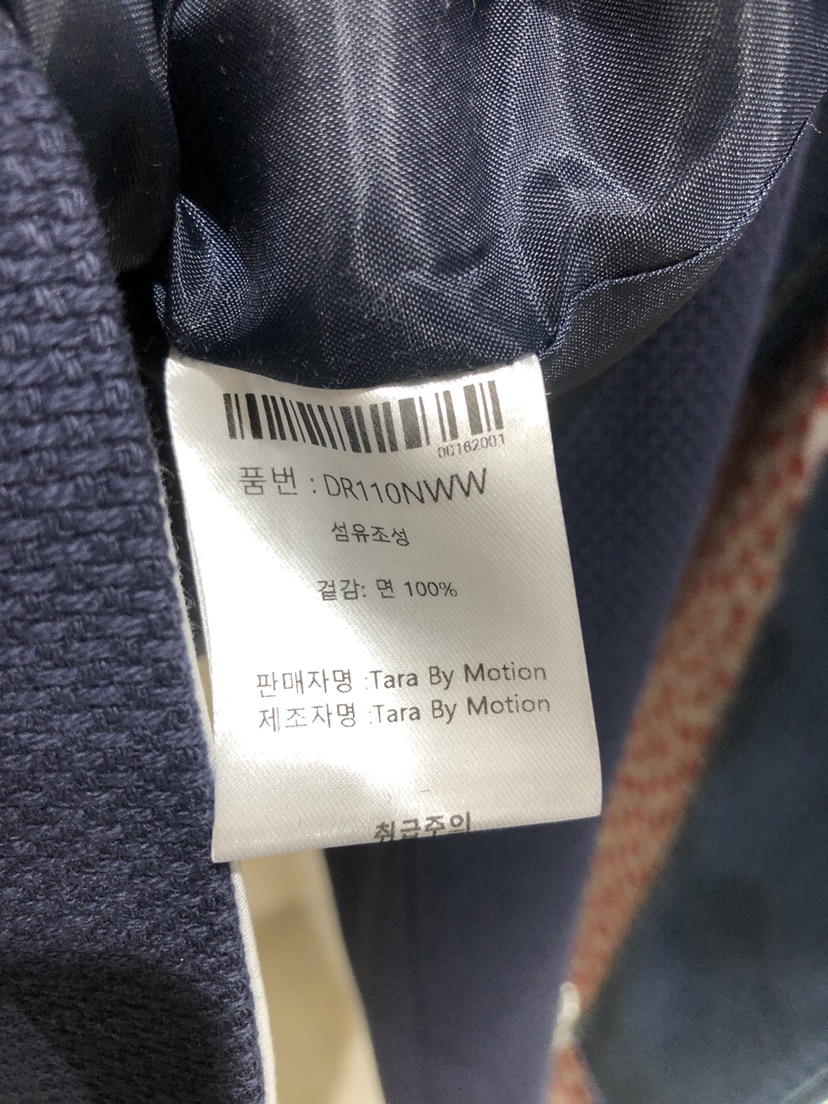 00162001
품번 : DR110NWW
섬유조성
겉감: 면 100%
판매자명 :Tara By Motion
제조자명 :Tara By Motion
취급주의